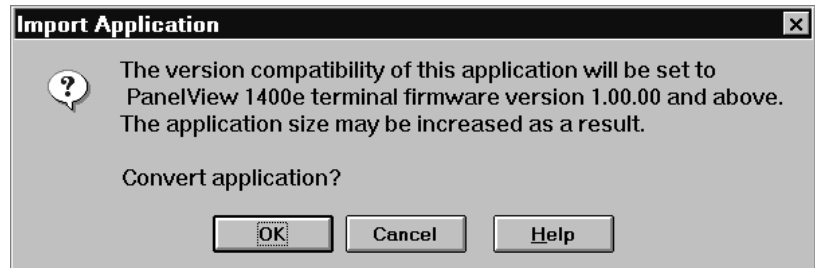 Import Application
The version compatibility of this application will be set to
PanelView 1400e terminal firmware version 1.00.00 and above.
The application size may be increased as a result.
Convert application?
OK Cancel Help